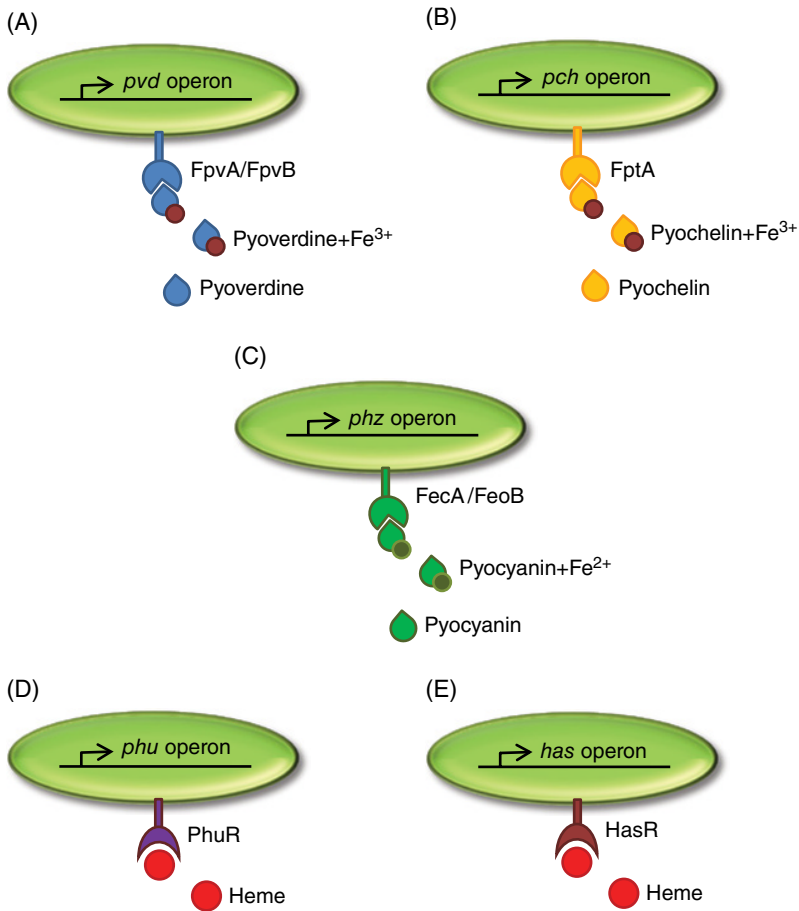 (A)
pvd operon
FpvA/FpvB
Pyoverdine+Fe3+
Pyoverdine
(B)
pch operon
FptA
Pyochelin+Fe3+
Pyochelin
(C)
phz operon
FecA/FeoB
Pyocyanin+Fe2+
Pyocyanin
(D)
phu operon
PhuR
Heme
(E)
has operon
HasR
Heme